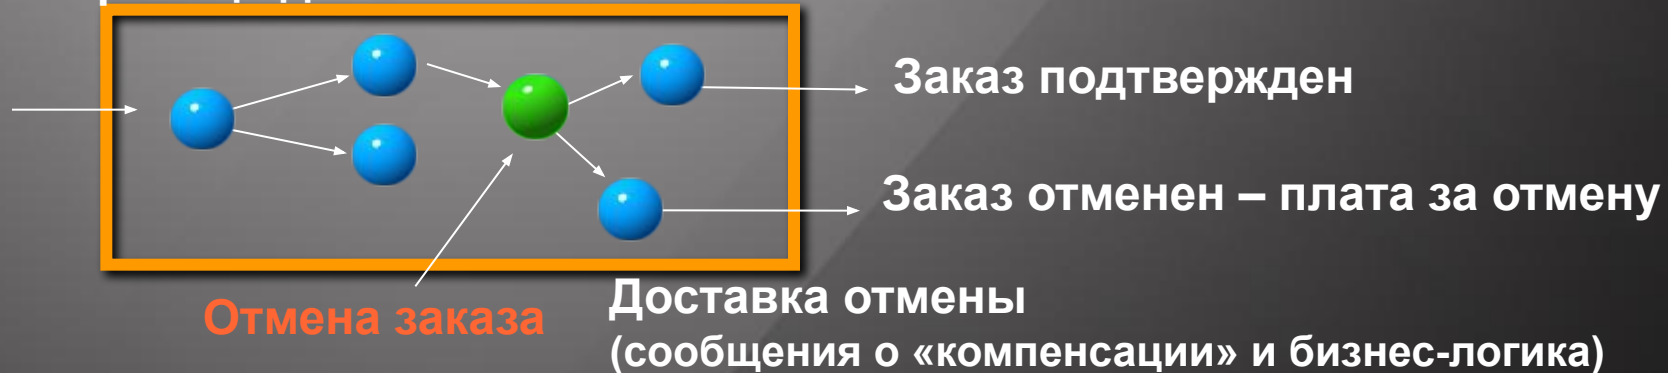 Заказ подтвержден
Заказ отменен – плата за отмену
Отмена заказа
Доставка отмены
(сообщения о «компенсации» и бизнес-логика)